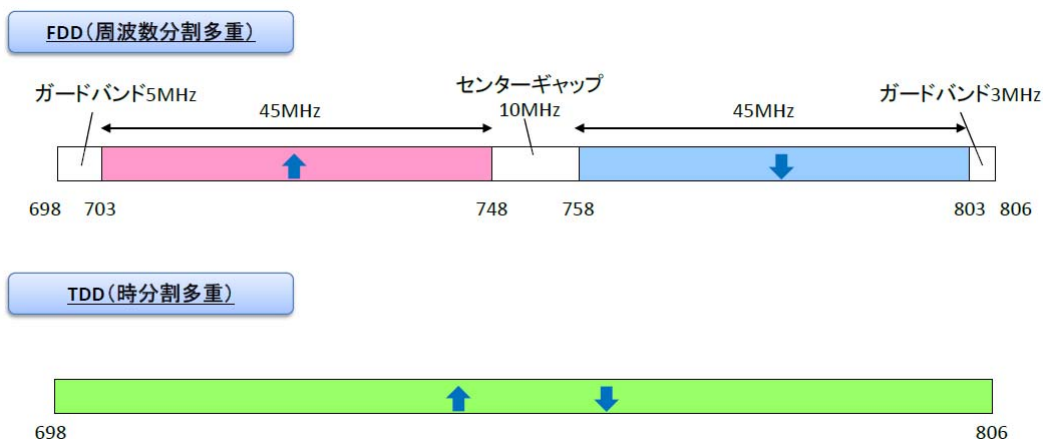 FDD(周波数分割多重)
ガードバンド5MHz
45MHz
センターギャップ
10MHz
45MHz
ガードバンド3MHz
698 703 748 758 803 806
TDD(時分割多重)
698 806